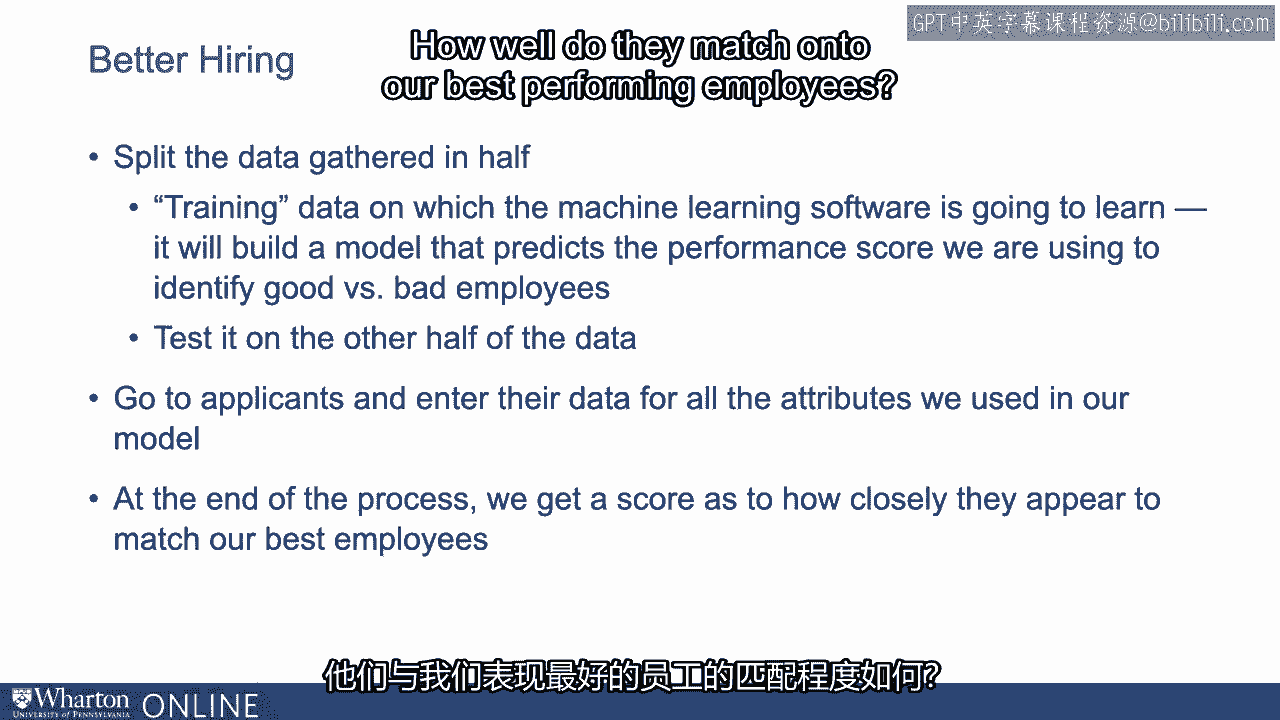 GPT中英字幕课程资源@bilibili.com
Better Hiring
How well do they match onto
our best performing employees?
• Split the data gathered in half
• “Training” data on which the machine learning software is going to learn —
it will build a model that predicts the performance score we are using to
identify good vs. bad employees
• Test it on the other half of the data
• Go to applicants and enter their data for all the attributes we used in our
model
• At the end of the process, we get a score as to how closely they appear to
match our best employees
他们与我们表现最好的员工的匹配程度如何?
Wharton
UNIVERSITY of PENNSYLVANIA
ONLINE